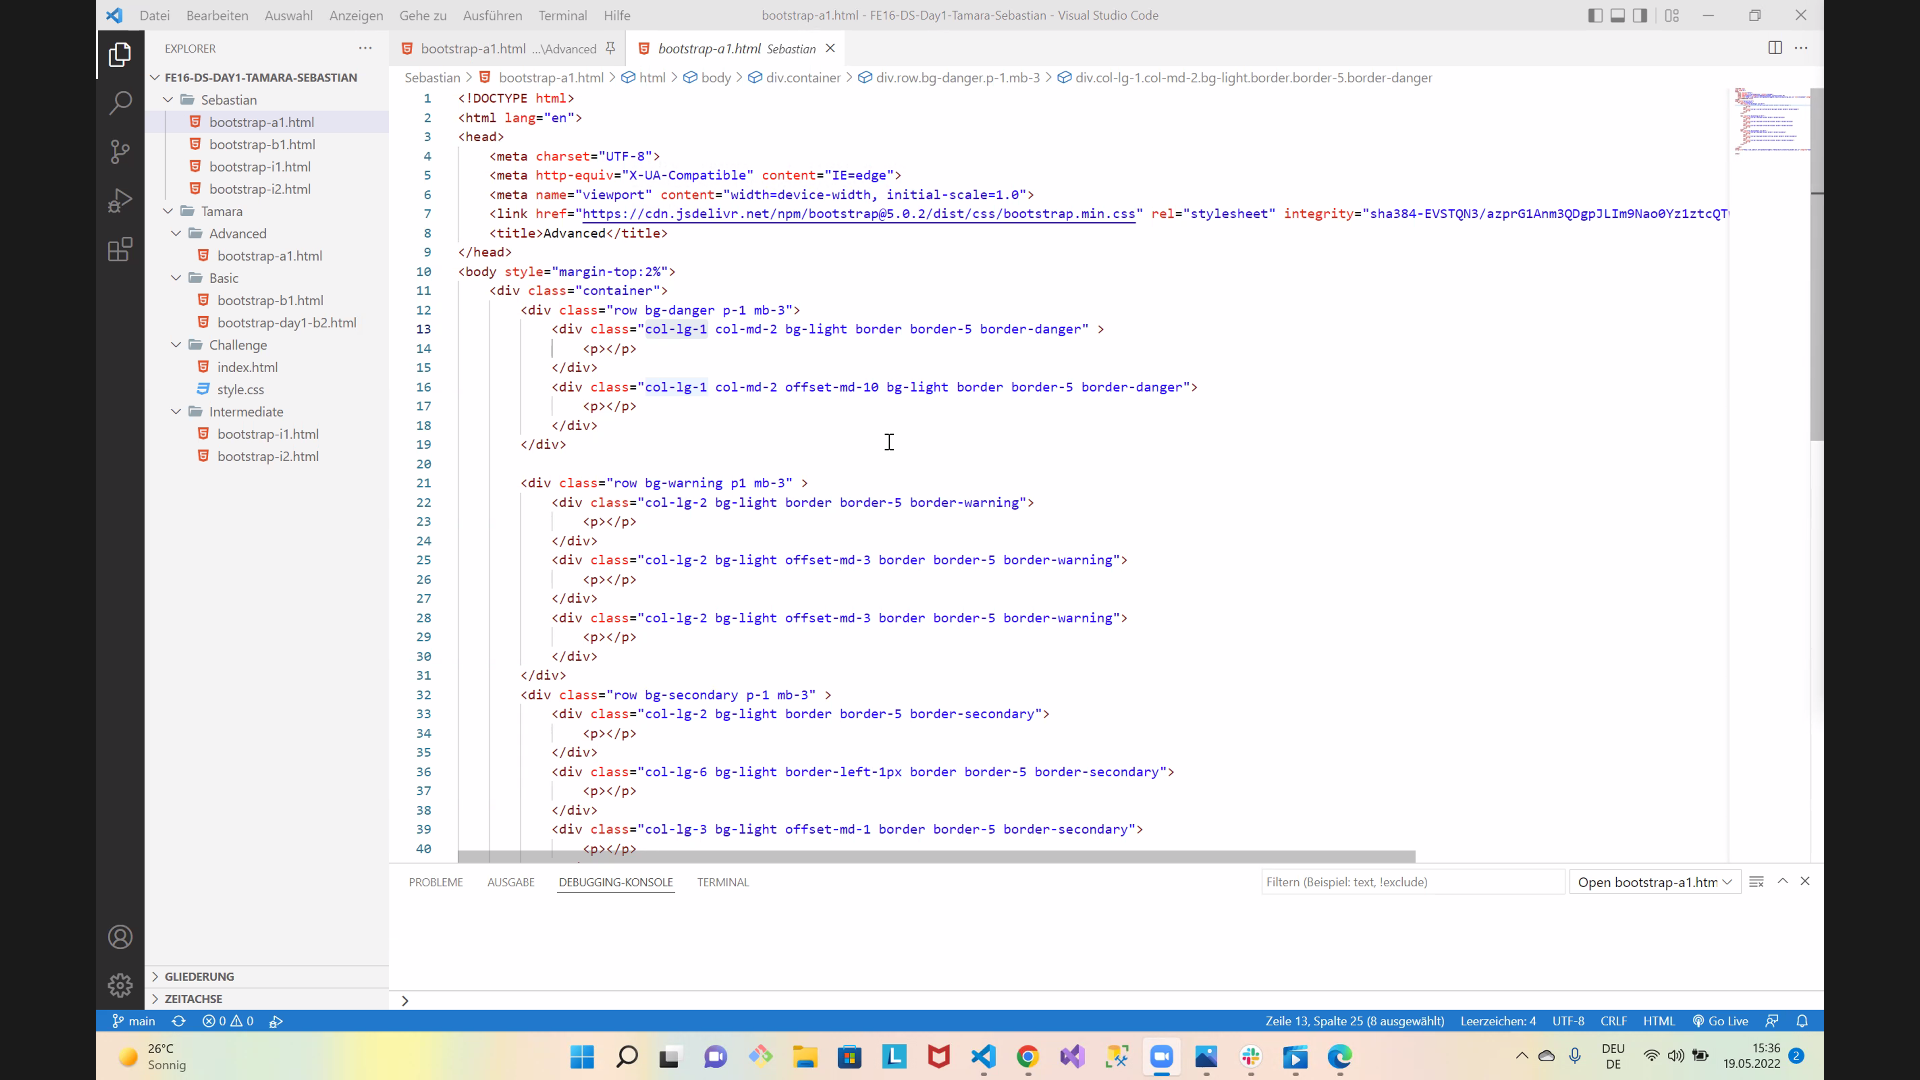 Datei Bearbeiten Auswahl Anzeigen Gehe zu Ausführen Terminal Hilfe
bootstrap-a1.html - FE16-DS-Day1-Tamara-Sebastian - Visual Studio Code
EXPLORER
FE16-DS-DAY1-TAMARA-SEBASTIAN
Sebastian
bootstrap-a1.html
bootstrap-b1.html
bootstrap-i1.html
bootstrap-i2.html
Tamara
Advanced
bootstrap-a1.html
Basic
bootstrap-b1.html
bootstrap-day1-b2.html
Challenge
index.html
style.css
Intermediate
bootstrap-i1.html
bootstrap-i2.html
GLIEDERUNG
ZEITACHSE
bootstrap-a1.html ...\Advanced
bootstrap-a1.html Sebastian
Sebastian > bootstrap-a1.html > html > body > div.container > div.row.bg-danger.p-1.mb-3 > div.col-lg-1.col-md-2.bg-light.border.border-5.border-danger
1 <!DOCTYPE html>
2 <html lang="en">
3 <head>
4 <meta charset="UTF-8">
5 <meta http-equiv="X-UA-Compatible" content="IE=edge">
6 <meta name="viewport" content="width=device-width, initial-scale=1.0">
7 <link href="https://cdn.jsdelivr.net/npm/bootstrap@5.0.2/dist/css/bootstrap.min.css" rel="stylesheet" integrity="sha384-EVSTQN3/azprG1Anm3QDgpJLIm9Nao0Yz1ztcQT
8 <title>Advanced</title>
9 </head>
10 <body style="margin-top:2%">
11 <div class="container">
12 <div class="row bg-danger p-1 mb-3">
13 <div class="col-lg-1 col-md-2 bg-light border border-5 border-danger" >
14 <p></p>
15 </div>
16 <div class="col-lg-1 col-md-2 offset-md-10 bg-light border border-5 border-danger">
17 <p></p>
18 </div>
19 </div>
20
21 <div class="row bg-warning p1 mb-3" >
22 <div class="col-lg-2 bg-light border border-5 border-warning">
23 <p></p>
24 </div>
25 <div class="col-lg-2 bg-light offset-md-3 border border-5 border-warning">
26 <p></p>
27 </div>
28 <div class="col-lg-2 bg-light offset-md-3 border border-5 border-warning">
29 <p></p>
30 </div>
31 </div>
32 <div class="row bg-secondary p-1 mb-3" >
33 <div class="col-lg-2 bg-light border border-5 border-secondary">
34 <p></p>
35 </div>
36 <div class="col-lg-6 bg-light border-left-1px border border-5 border-secondary">
37 <p></p>
38 </div>
39 <div class="col-lg-3 bg-light offset-md-1 border border-5 border-secondary">
40 <p></p>
PROBLEME AUSGABE DEBUGGING-KONSOLE TERMINAL
Filtern (Beispiel: text, !exclude)
Open bootstrap-a1.htm
main
0 0
Zeile 13, Spalte 25 (8 ausgewählt) Leerzeichen: 4 UTF-8 CRLF HTML Go Live
26°C
Sonnig
DEU
DE
15:36
19.05.2022
2